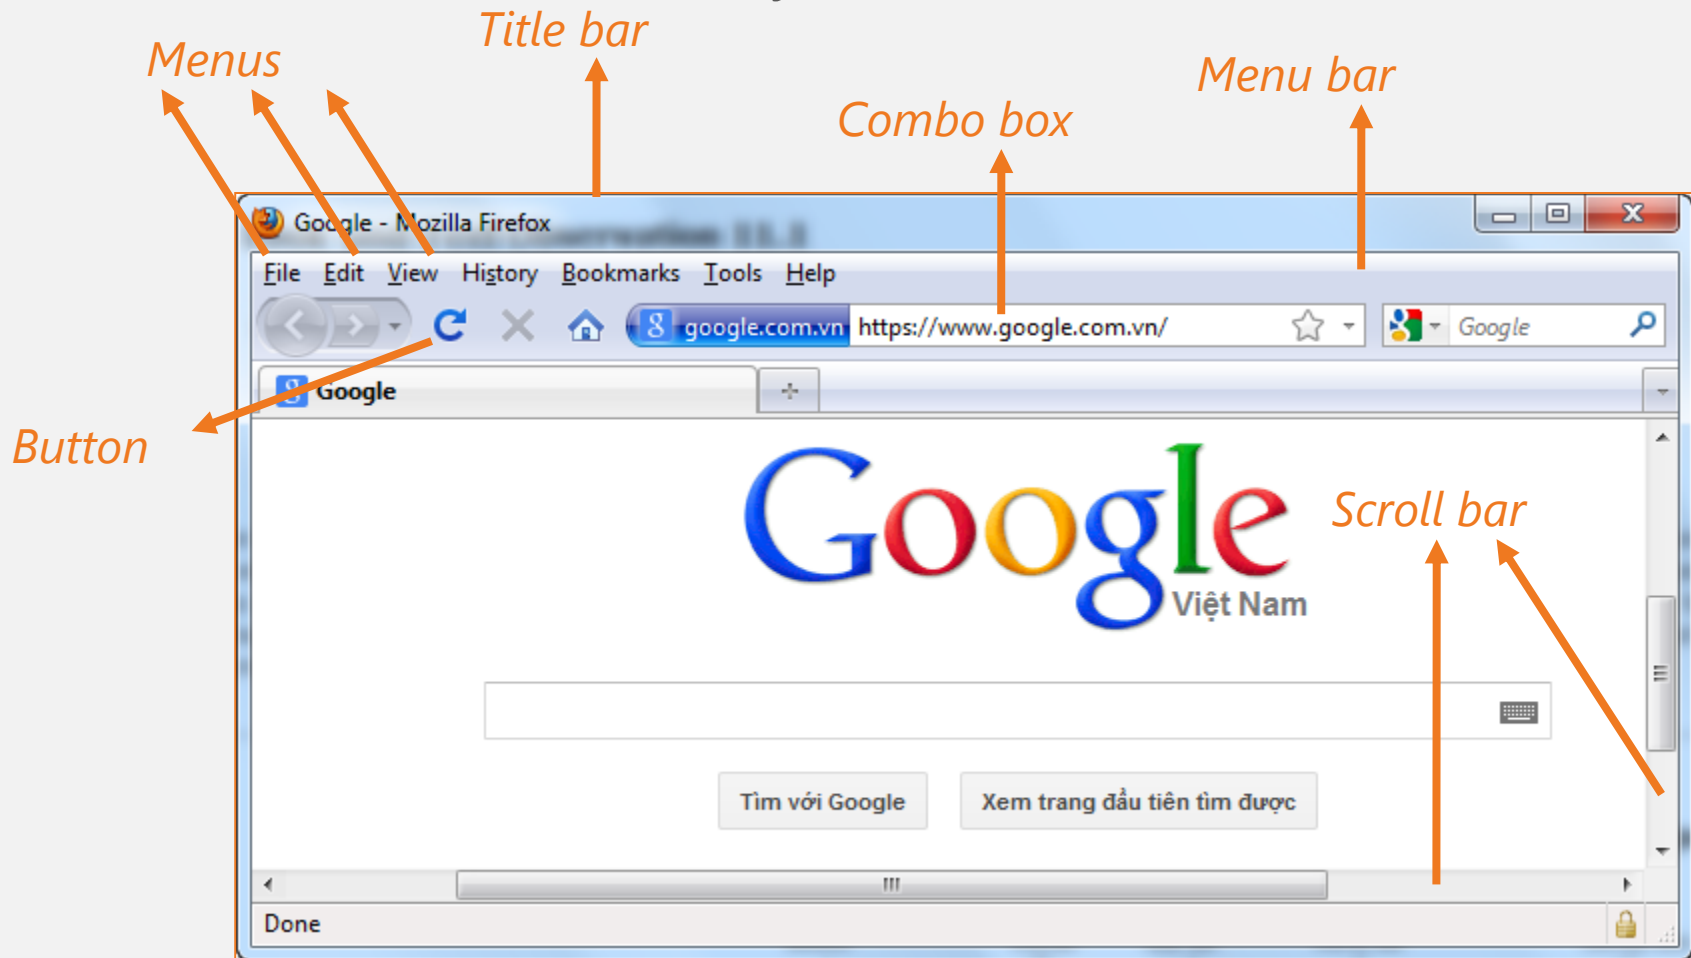 Title bar
Menus
Menu bar
Combo box
Google - Mozilla Firefox
File Edit View History Bookmarks Tools Help
google.com.vn https://www.google.com.vn/ Google
Google
Button
Google
Scroll bar
Việt Nam
Tìm với Google Xem trang đầu tiên tìm được
Done